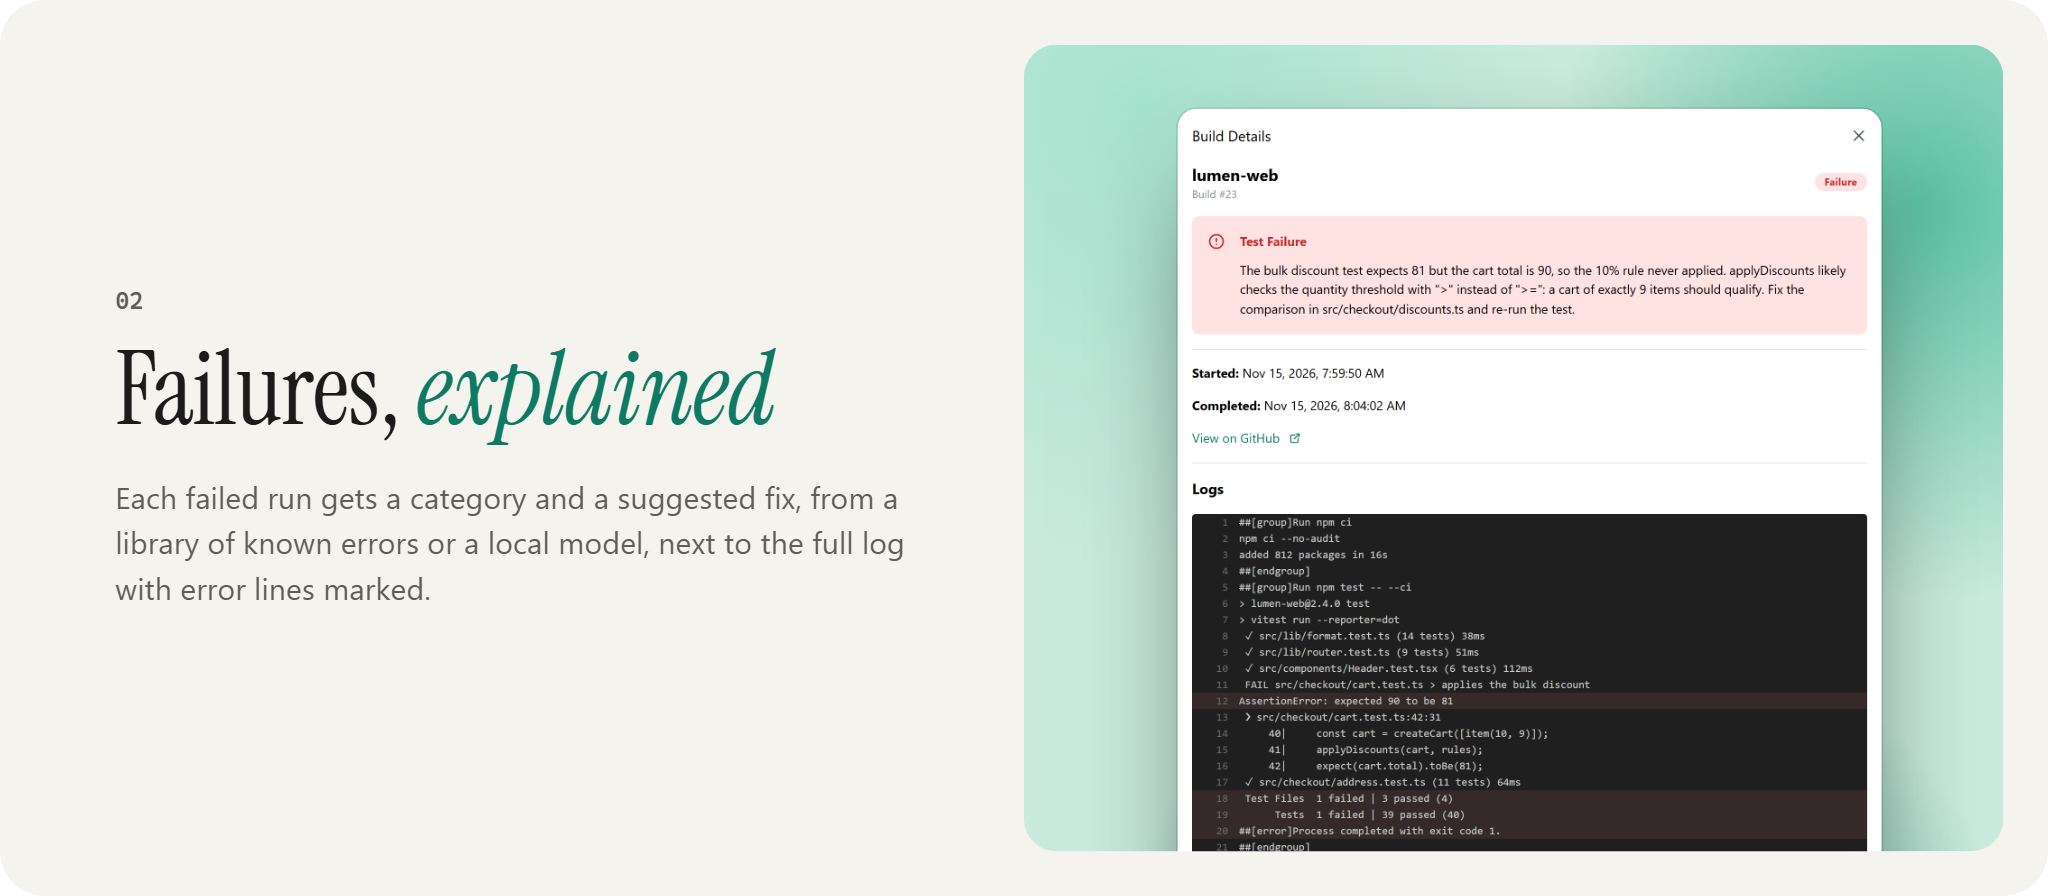 02
Failures, explained
Each failed run gets a category and a suggested fix, from a
library of known errors or a local model, next to the full log
with error lines marked.
Build Details
lumen-web
Build #23
Failure
Test Failure
The bulk discount test expects 81 but the cart total is 90, so the 10% rule never applied. applyDiscounts likely
checks the quantity threshold with ">" instead of ">=": a cart of exactly 9 items should qualify. Fix the
comparison in src/checkout/discounts.ts and re-run the test.
Started: Nov 15, 2026, 7:59:50 AM
Completed: Nov 15, 2026, 8:04:02 AM
View on GitHub
Logs
1 ##[group]Run npm ci
2 npm ci --no-audit
3 added 812 packages in 16s
4 ##[endgroup]
5 ##[group]Run npm test -- --ci
6 > lumen-web@2.4.0 test
7 > vitest run --reporter=dot
8 ✓ src/lib/format.test.ts (14 tests) 38ms
9 ✓ src/lib/router.test.ts (9 tests) 51ms
10 ✓ src/components/Header.test.tsx (6 tests) 112ms
11 FAIL src/checkout/cart.test.ts > applies the bulk discount
12 AssertionError: expected 90 to be 81
13 ❯ src/checkout/cart.test.ts:42:31
14 40| const cart = createCart([item(10, 9)]);
15 41| applyDiscounts(cart, rules);
16 42| expect(cart.total).toBe(81);
17 ✓ src/checkout/address.test.ts (11 tests) 64ms
18 Test Files 1 failed | 3 passed (4)
19 Tests 1 failed | 39 passed (40)
20 ##[error]Process completed with exit code 1.
21 ##[endgroup]